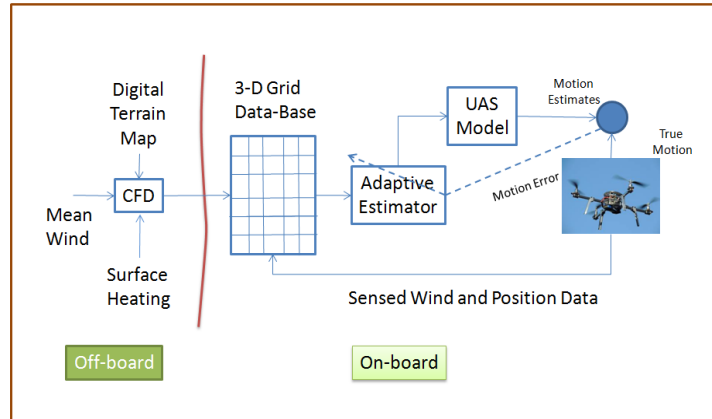 Digital
Terrain
Map
3-D Grid
Data-Base
UAS
Model
Motion
Estimates
True
Motion
CFD
Adaptive
Estimator
Motion Error
Mean
Wind
Surface
Heating
Sensed Wind and Position Data
Off-board
On-board